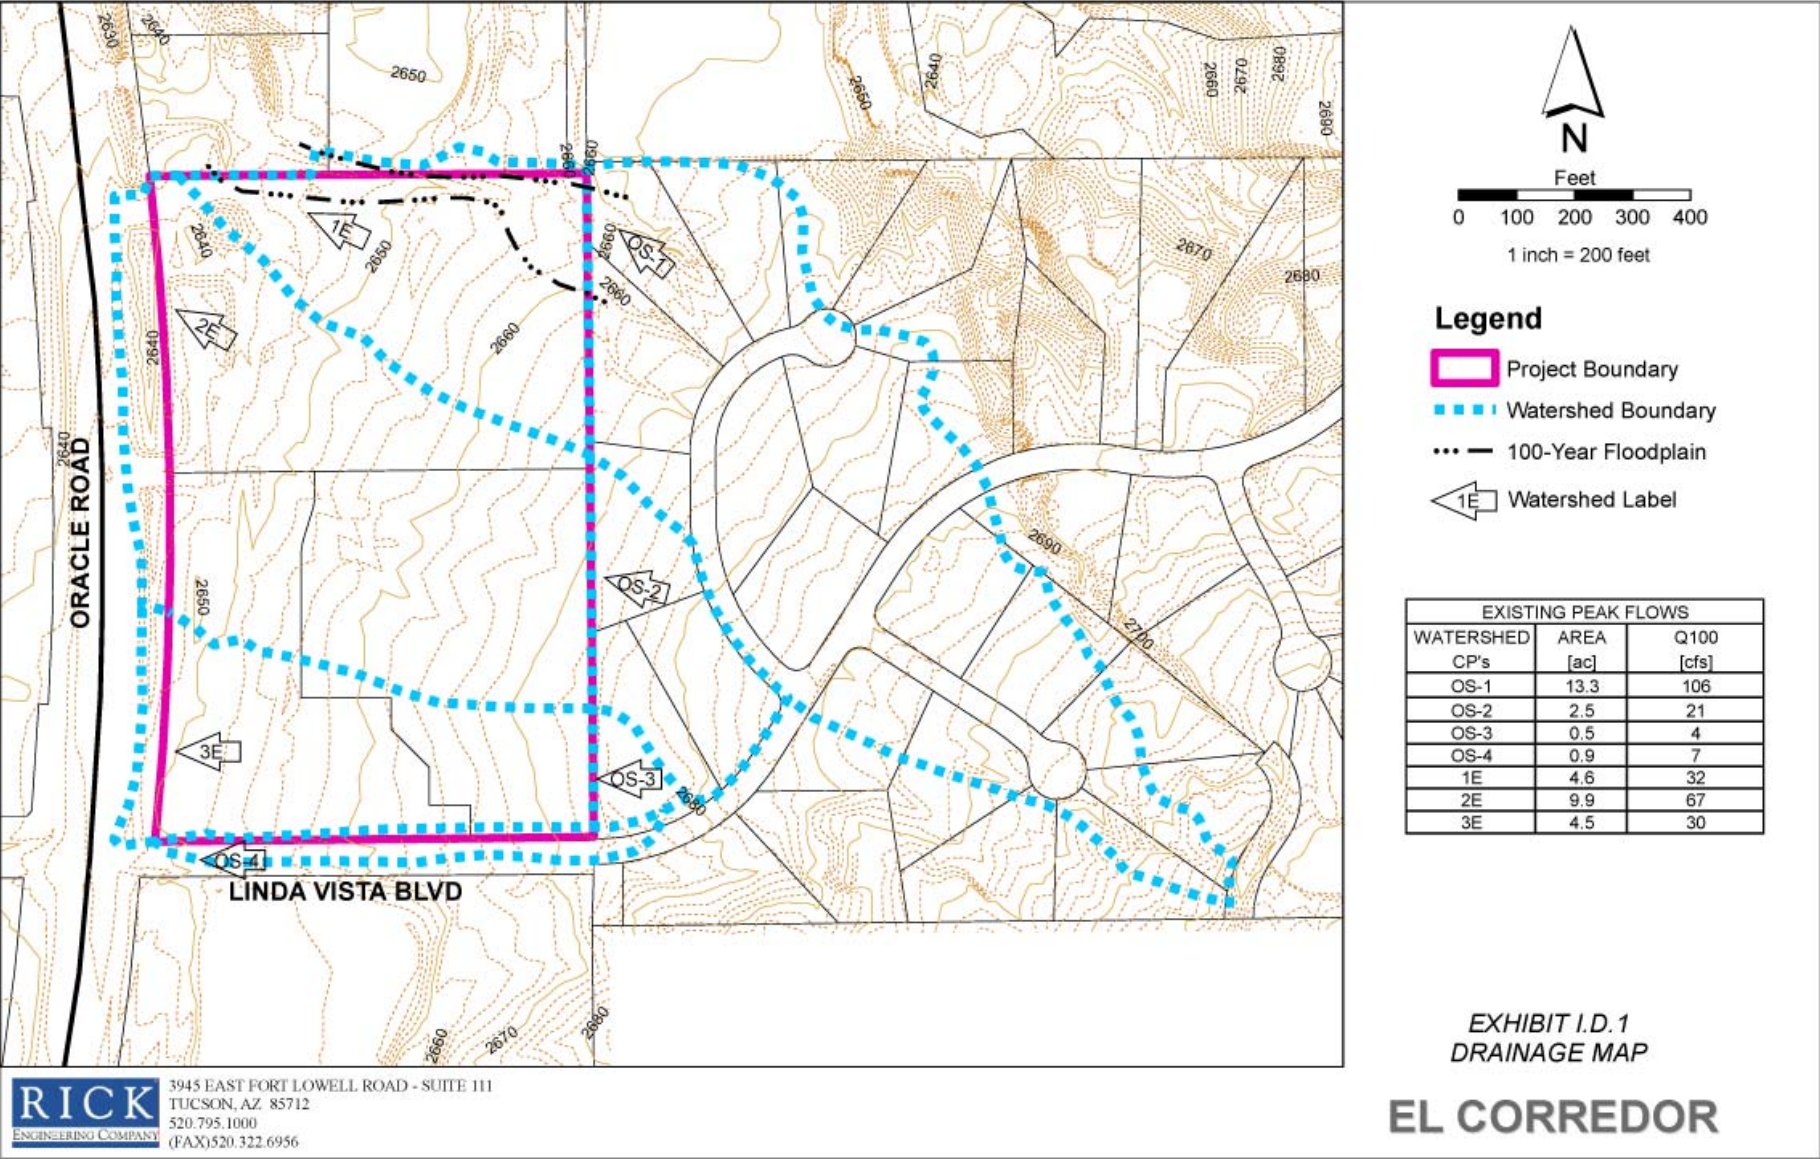 2630
2640
2650
2650
2640
2660
2670
2680
2690
2660
2660
1E
2640
2650
2660
OS-1
2660
2E
2640
2660
2670
2680
2640
ORACLE ROAD
2650
OS-2
2690
2700
3E
OS-3
2680
OS-4
LINDA VISTA BLVD
2660
2670
2680
N
Feet
0 100 200 300 400
1 inch = 200 feet
Legend
Project Boundary
Watershed Boundary
100-Year Floodplain
1E Watershed Label
EXISTING PEAK FLOWS
WATERSHED AREA Q100
CP's [ac] [cfs]
OS-1 13.3 106
OS-2 2.5 21
OS-3 0.5 4
OS-4 0.9 7
1E 4.6 32
2E 9.9 67
3E 4.5 30
EXHIBIT I.D.1
DRAINAGE MAP
EL CORREDOR
RICK
ENGINEERING COMPANY
3945 EAST FORT LOWELL ROAD - SUITE 111
TUCSON, AZ 85712
520.795.1000
(FAX)520.322.6956